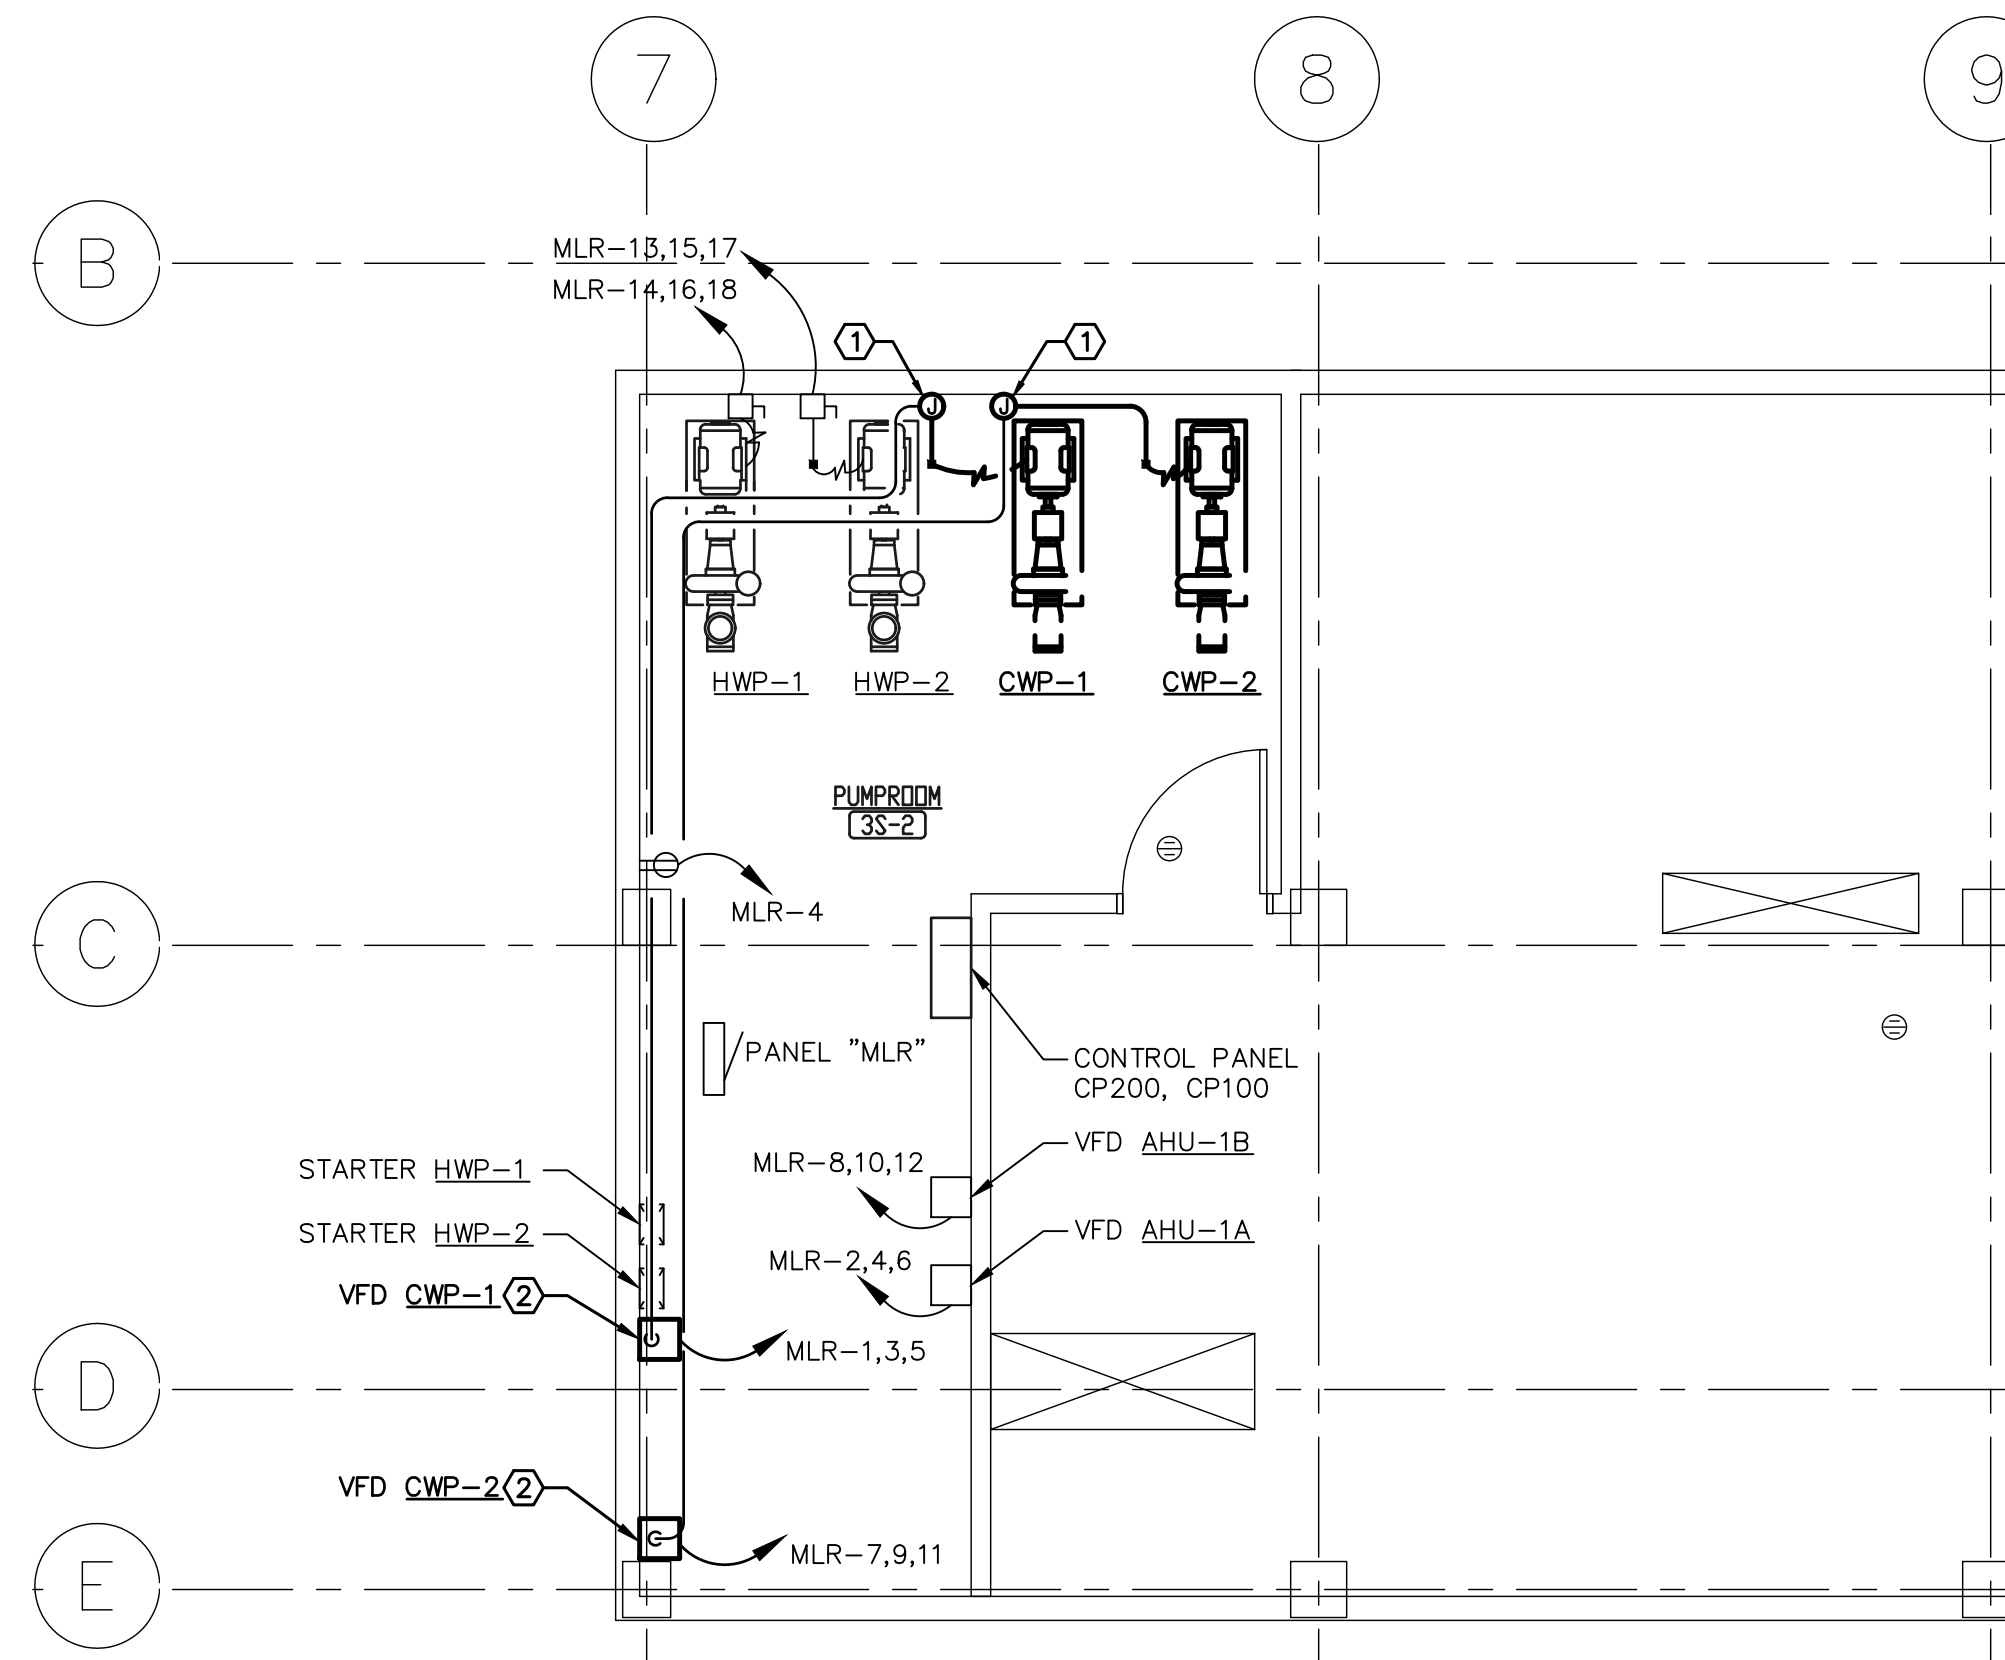 7
8
9
B
MLR-13,15,17
MLR-14,16,18
1
1
J
J
HWP-1
HWP-2
CWP-1
CWP-2
PUMPROOM
3S-2
MLR-4
C
PANEL "MLR"
CONTROL PANEL
CP200, CP100
VFD AHU-1B
MLR-8,10,12
STARTER HWP-1
STARTER HWP-2
VFD AHU-1A
MLR-2,4,6
VFD CWP-1 2
MLR-1,3,5
D
VFD CWP-2 2
MLR-7,9,11
E